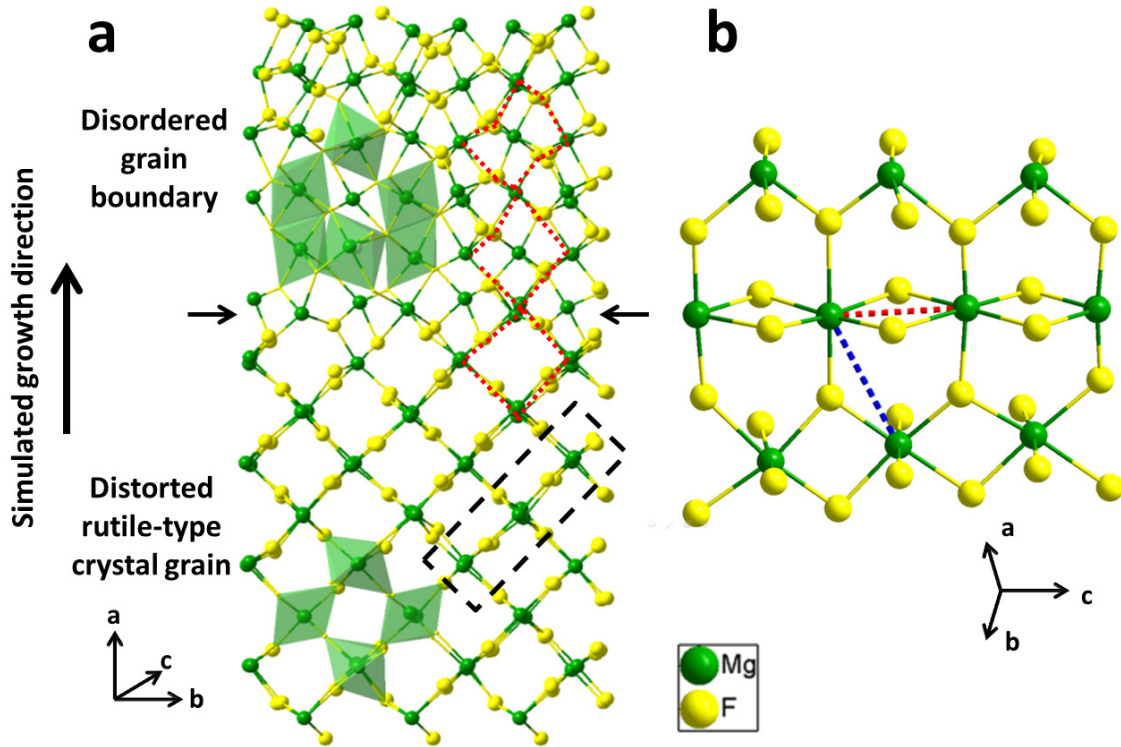 a
b
Disordered
grain
boundary
Simulated growth direction
Distorted
rutile-type
crystal grain
a
c
b
a
c
b
Mg
F